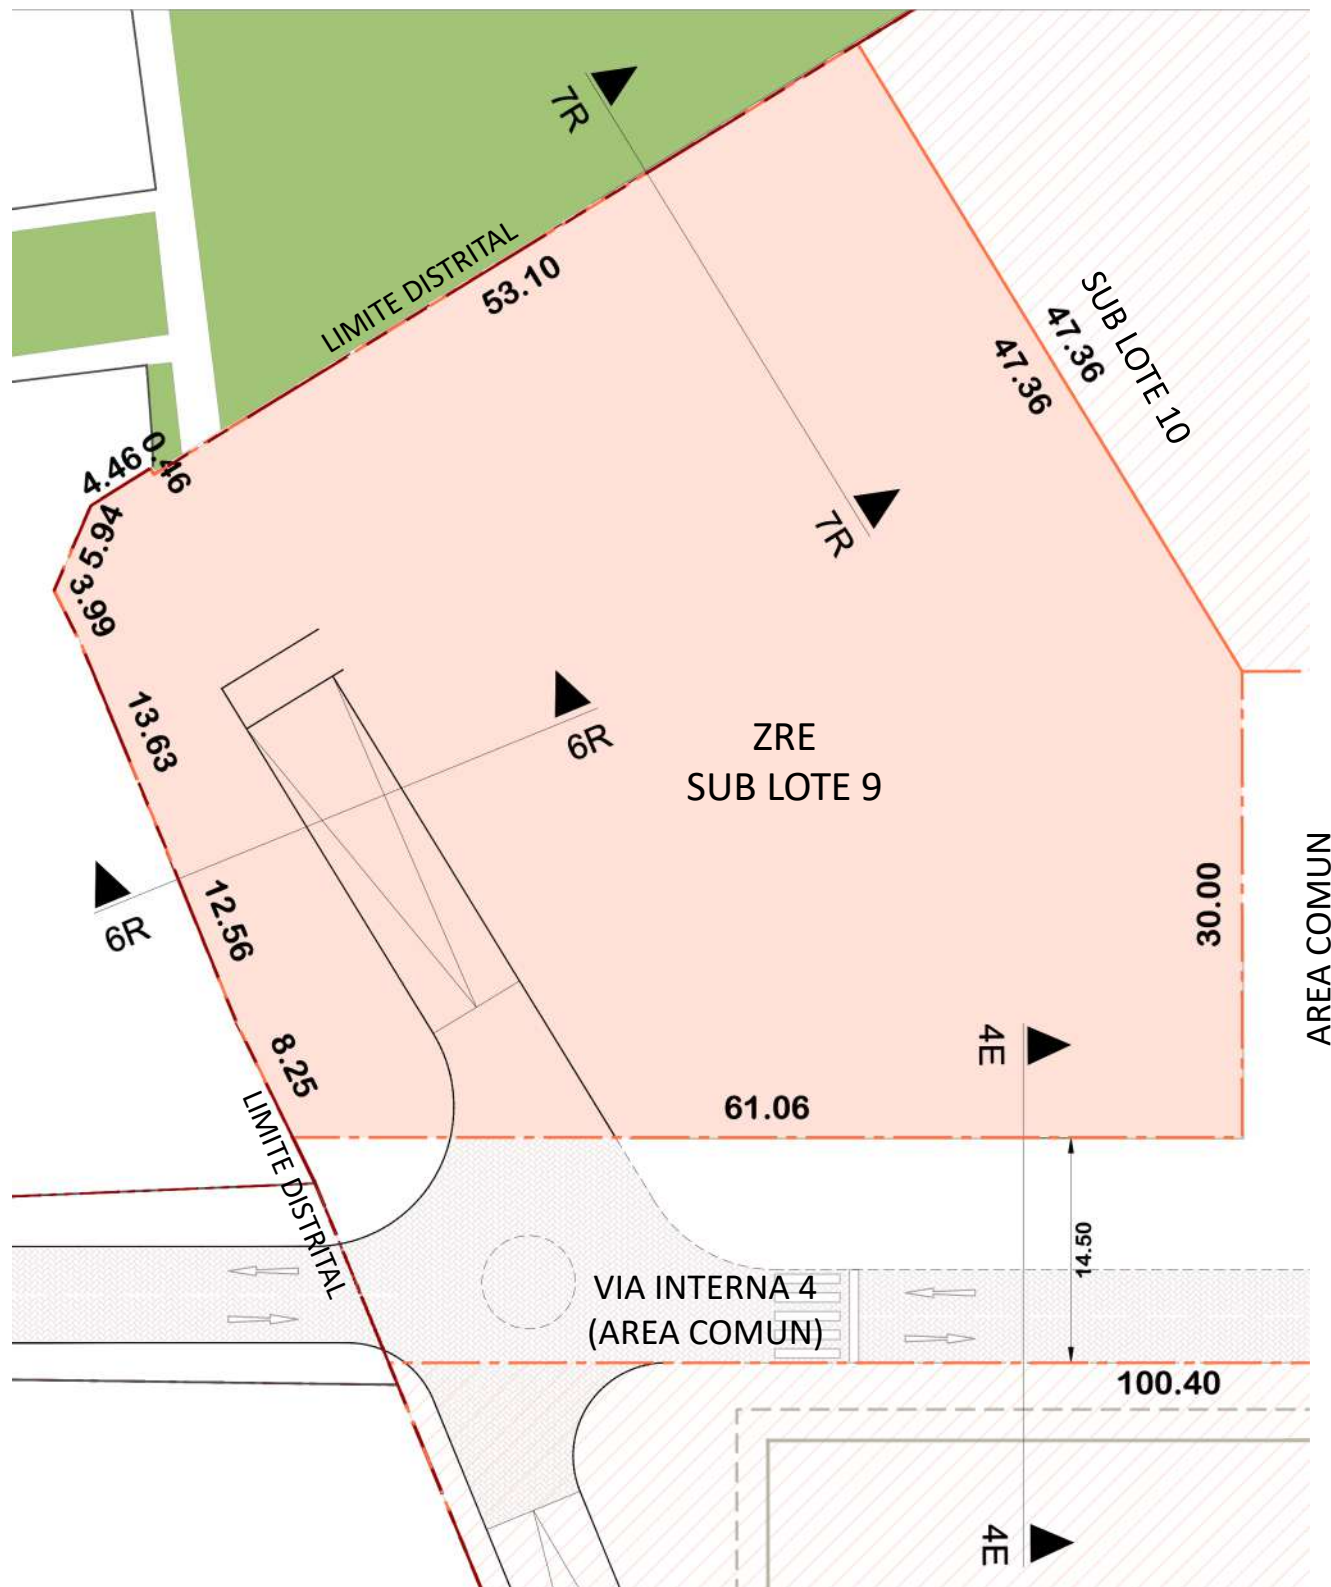 7R
LIMITE DISTRITAL
53.10
SUB LOTE 10
47.36
47.36
4.46
0.46
5.94
3.99
7R
13.63
6R
ZRE
SUB LOTE 9
6R
12.56
30.00
AREA COMUN
8.25
4E
61.06
LIMITE DISTRITAL
14.50
VIA INTERNA 4
(AREA COMUN)
100.40
4E